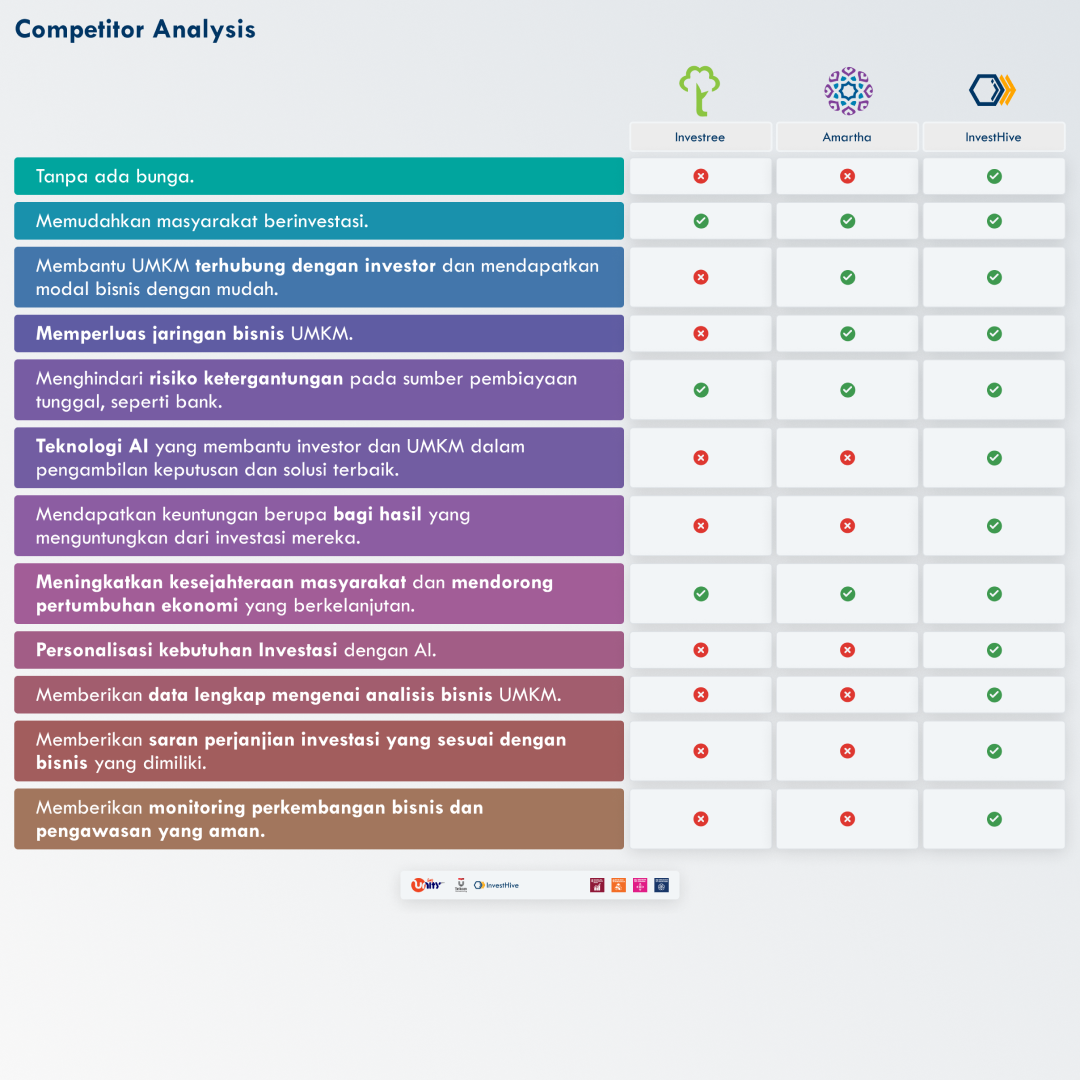 Competitor Analysis
Investree
Amartha
InvestHive
Tanpa ada bunga.
Memudahkan masyarakat berinvestasi.
Membantu UMKM terhubung dengan investor dan mendapatkan
modal bisnis dengan mudah.
Memperluas jaringan bisnis UMKM.
Menghindari risiko ketergantungan pada sumber pembiayaan
tunggal, seperti bank.
Teknologi AI yang membantu investor dan UMKM dalam
pengambilan keputusan dan solusi terbaik.
Mendapatkan keuntungan berupa bagi hasil yang
menguntungkan dari investasi mereka.
Meningkatkan kesejahteraan masyarakat dan mendorong
pertumbuhan ekonomi yang berkelanjutan.
Personalisasi kebutuhan Investasi dengan AI.
Memberikan data lengkap mengenai analisis bisnis UMKM.
Memberikan saran perjanjian investasi yang sesuai dengan
bisnis yang dimiliki.
Memberikan monitoring perkembangan bisnis dan
pengawasan yang aman.
Unity
InvestHive